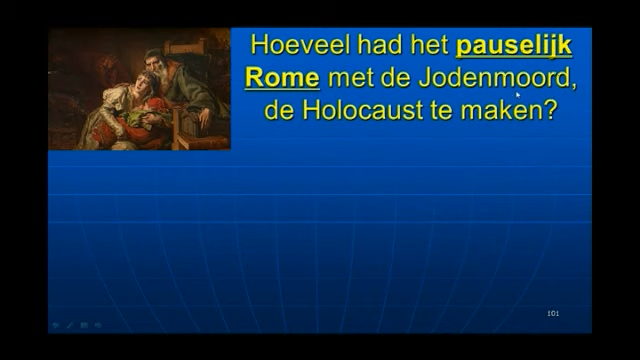 Hoeveel had het pauselijk
Rome met de Jodenmoord,
de Holocaust te maken?
101